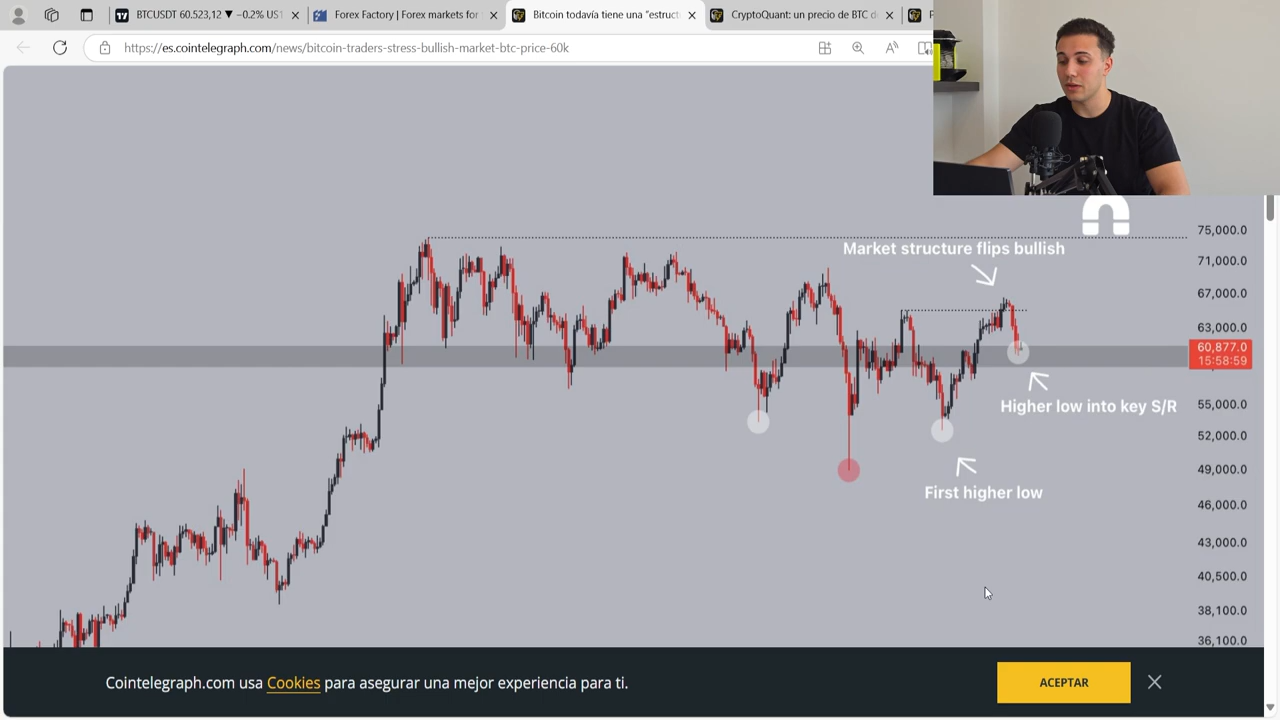 BTCUSDT 60.523,12 ▼ −0.2% US
Forex Factory | Forex markets for
Bitcoin todavía tiene una "estruct
CryptoQuant: un precio de BTC d
https://es.cointelegraph.com/news/bitcoin-traders-stress-bullish-market-btc-price-60k
75,000.0
Market structure flips bullish
71,000.0
67,000.0
63,000.0
60,877.0
15:58:59
Higher low into key S/R
55,000.0
52,000.0
49,000.0
First higher low
46,000.0
43,000.0
40,500.0
38,100.0
36,100.0
Cointelegraph.com usa Cookies para asegurar una mejor experiencia para ti.
ACEPTAR